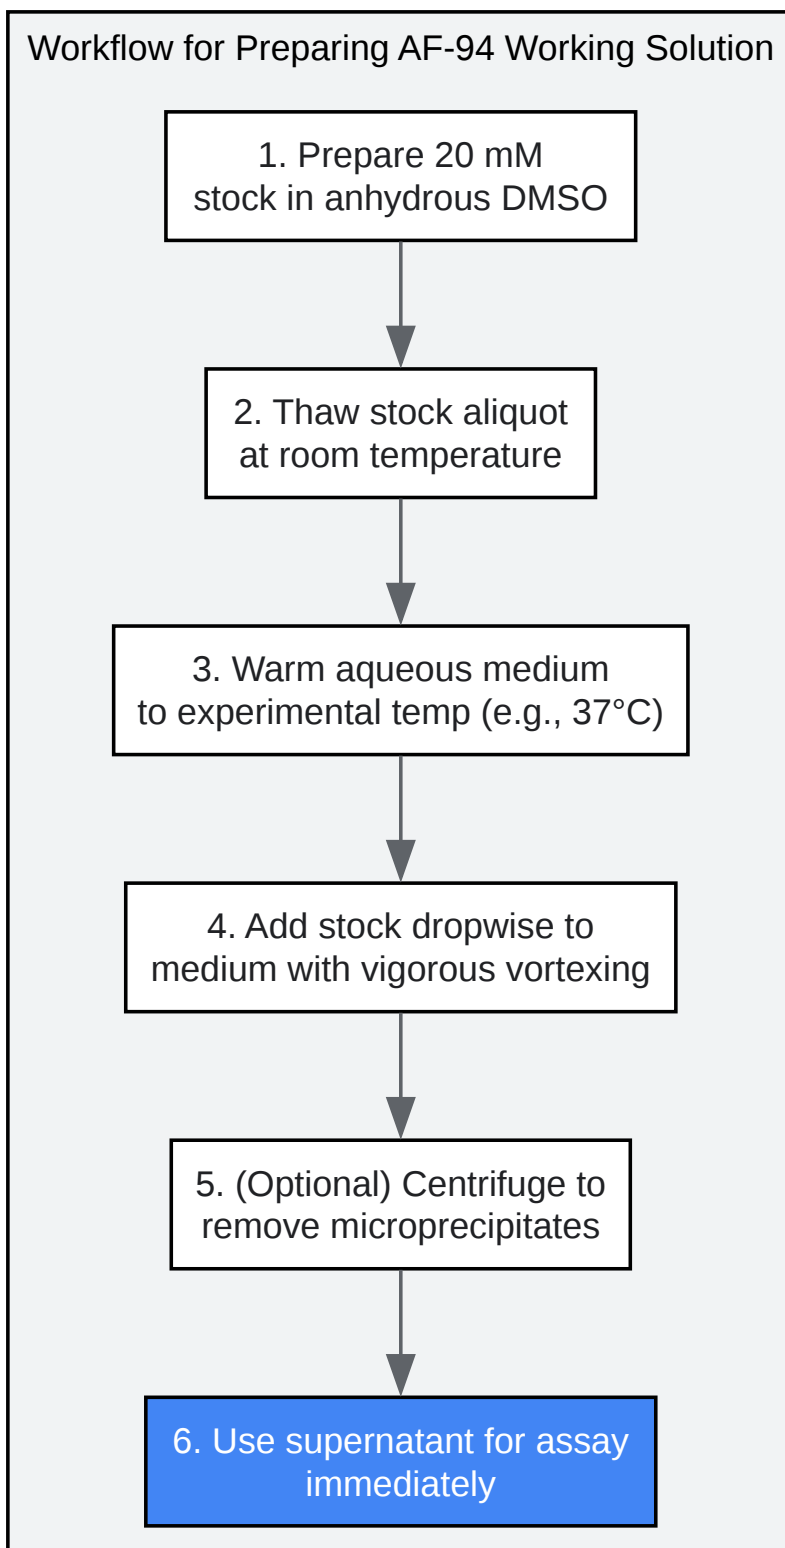 Workflow for Preparing AF-94 Working Solution
1. Prepare 20 mM
stock in anhydrous DMSO
2. Thaw stock aliquot
at room temperature
3. Warm aqueous medium
to experimental temp (e.g., 37°C)
4. Add stock dropwise to
medium with vigorous vortexing
5. (Optional) Centrifuge to
remove microprecipitates
6. Use supernatant for assay
immediately